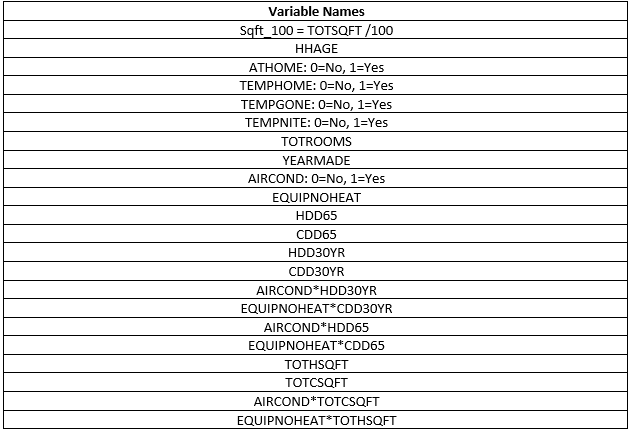 Variable Names
Sqft_100 = TOTSQFT /100
HHAGE
ATHOME: 0=No, 1=Yes
TEMPHOME: 0=No, 1=Yes
TEMPGONE: 0=No, 1=Yes
TEMPNITE: 0=No, 1=Yes
TOTROOMS
YEARMADE
AIRCOND: 0=No, 1=Yes
EQUIPNOHEAT
HDD65
CDD65
HDD30YR
CDD30YR
AIRCOND*HDD30YR
EQUIPNOHEAT*CDD30YR
AIRCOND*HDD65
EQUIPNOHEAT*CDD65
TOTHSQFT
TOTCSQFT
AIRCOND*TOTCSQFT
EQUIPNOHEAT*TOTHSQFT